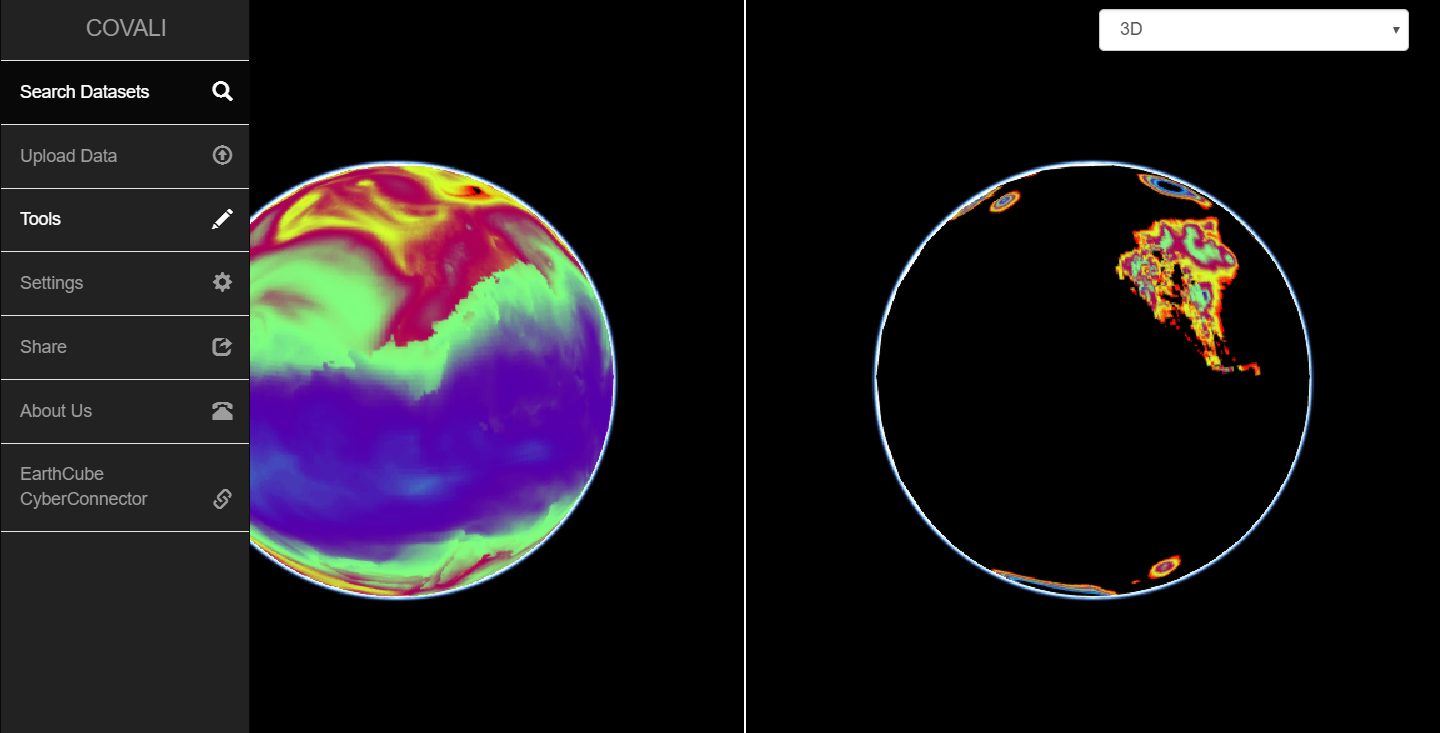 COVALI
Search Datasets
Upload Data
Tools
Settings
Share
About Us
EarthCube
CyberConnector
3D